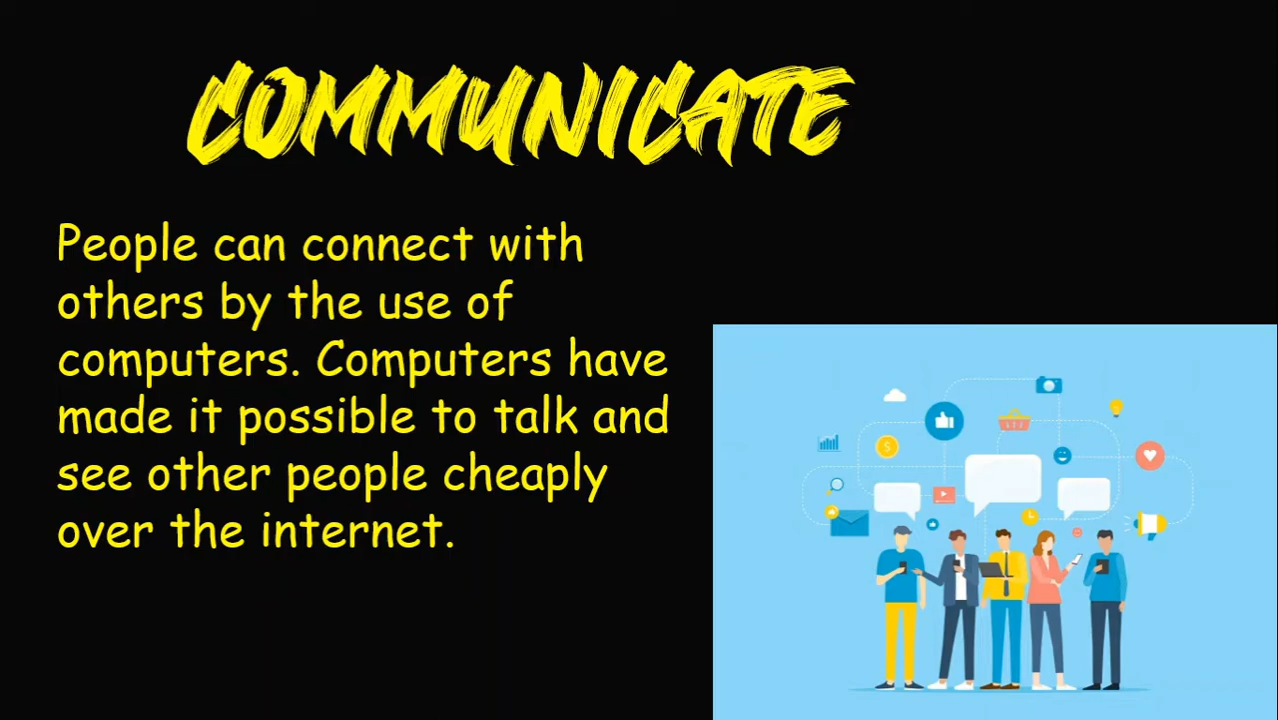 COMMUNICATE
People can connect with
others by the use of
computers. Computers have
made it possible to talk and
see other people cheaply
over the internet.